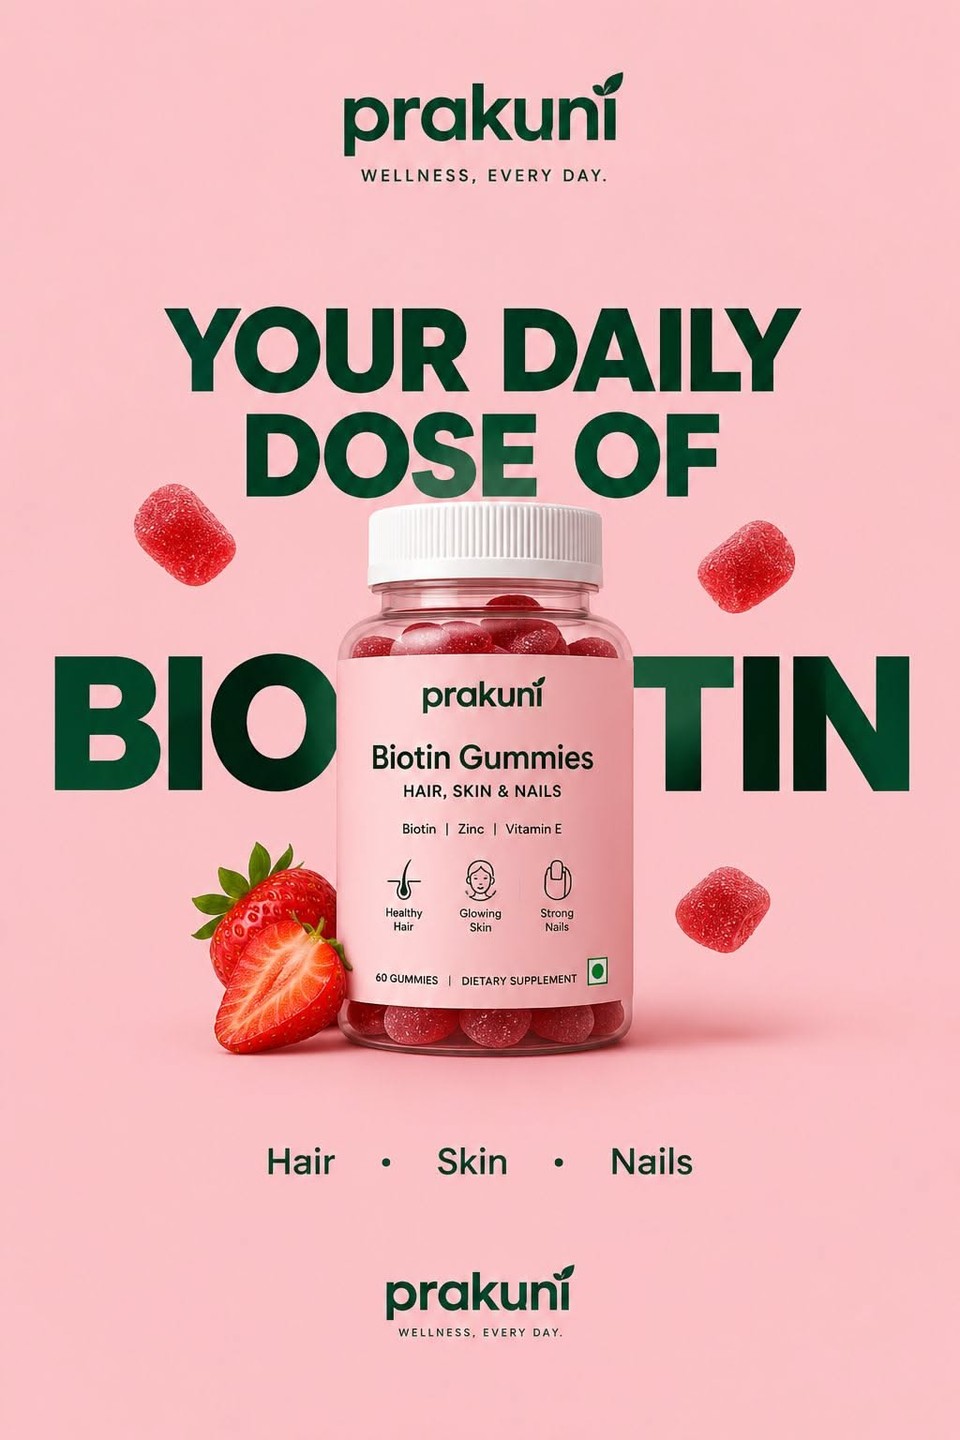 prakuni
WELLNESS, EVERY DAY.
YOUR DAILY
DOSE OF
BIO TIN
prakuni
Biotin Gummies
HAIR, SKIN & NAILS
Biotin | Zinc | Vitamin E
Healthy Hair
Glowing Skin
Strong Nails
60 GUMMIES | DIETARY SUPPLEMENT
Hair • Skin • Nails
prakuni
WELLNESS, EVERY DAY.